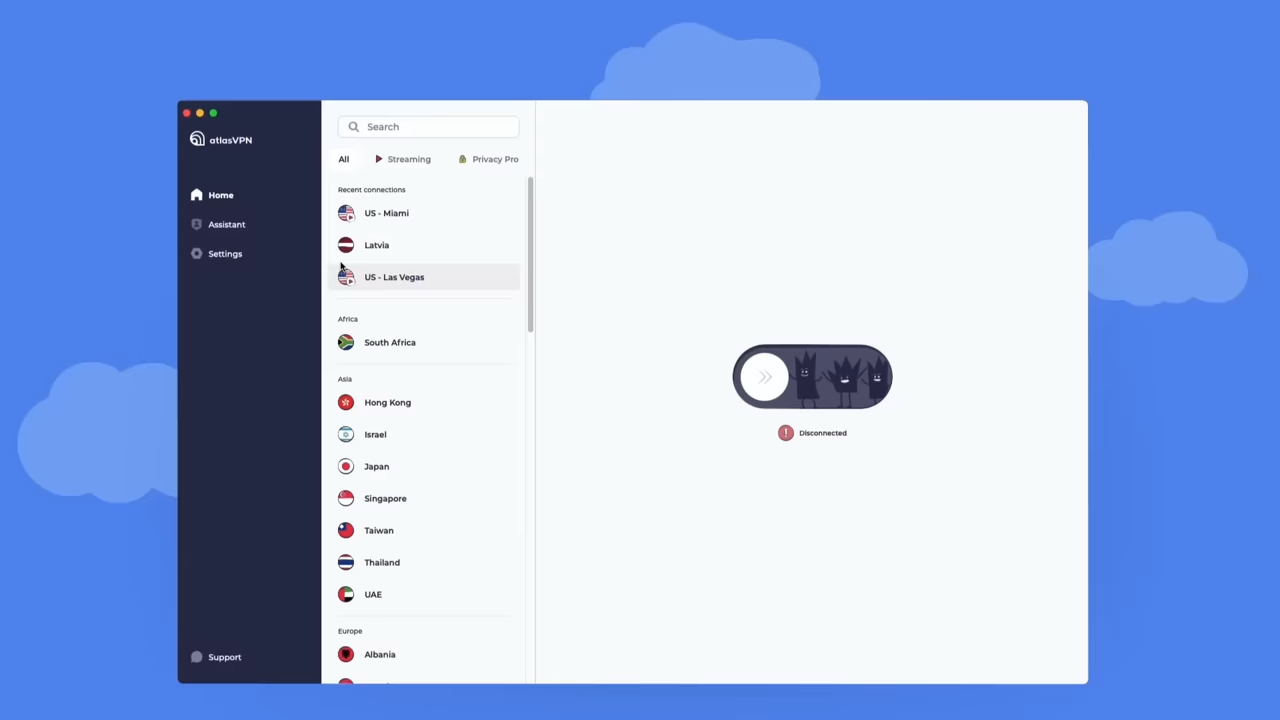 atlasVPN
Home
Assistant
Settings
Support
Search
All
Streaming
Privacy Pro
Recent connections
US - Miami
Latvia
US - Las Vegas
Africa
South Africa
Asia
Hong Kong
Israel
Japan
Singapore
Taiwan
Thailand
UAE
Europe
Albania
Disconnected